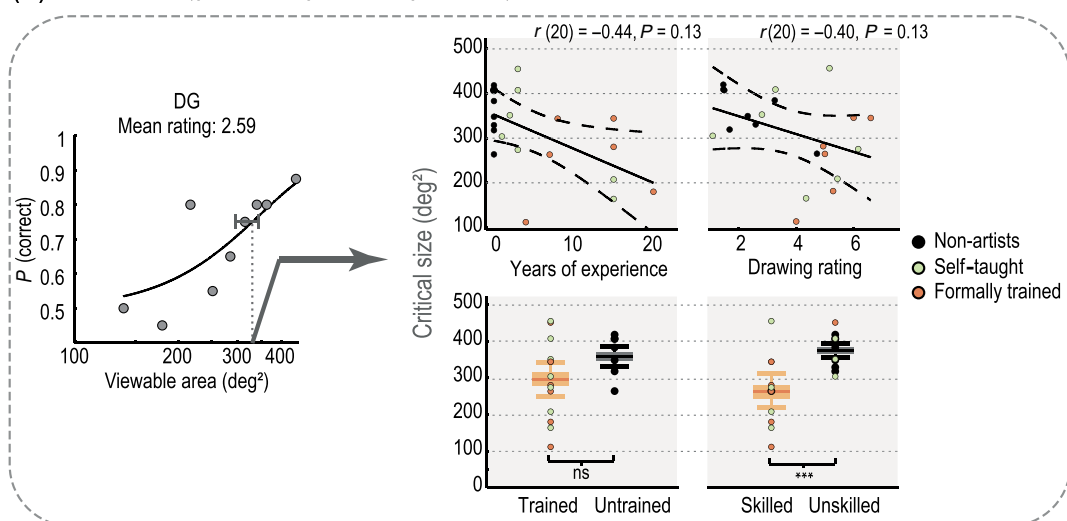 DG
Mean rating: 2.59
1
0.9
0.8
0.7
0.6
0.5
P (correct)
100
200
300
400
Viewable area (deg²)
Critical size (deg²)
r (20) = –0.44, P = 0.13
500
400
300
200
100
0
10
20
Years of experience
r (20) = –0.40, P = 0.13
2
4
6
Drawing rating
Non-artists
Self-taught
Formally trained
500
400
300
200
100
0
ns
Trained
Untrained
***
Skilled
Unskilled